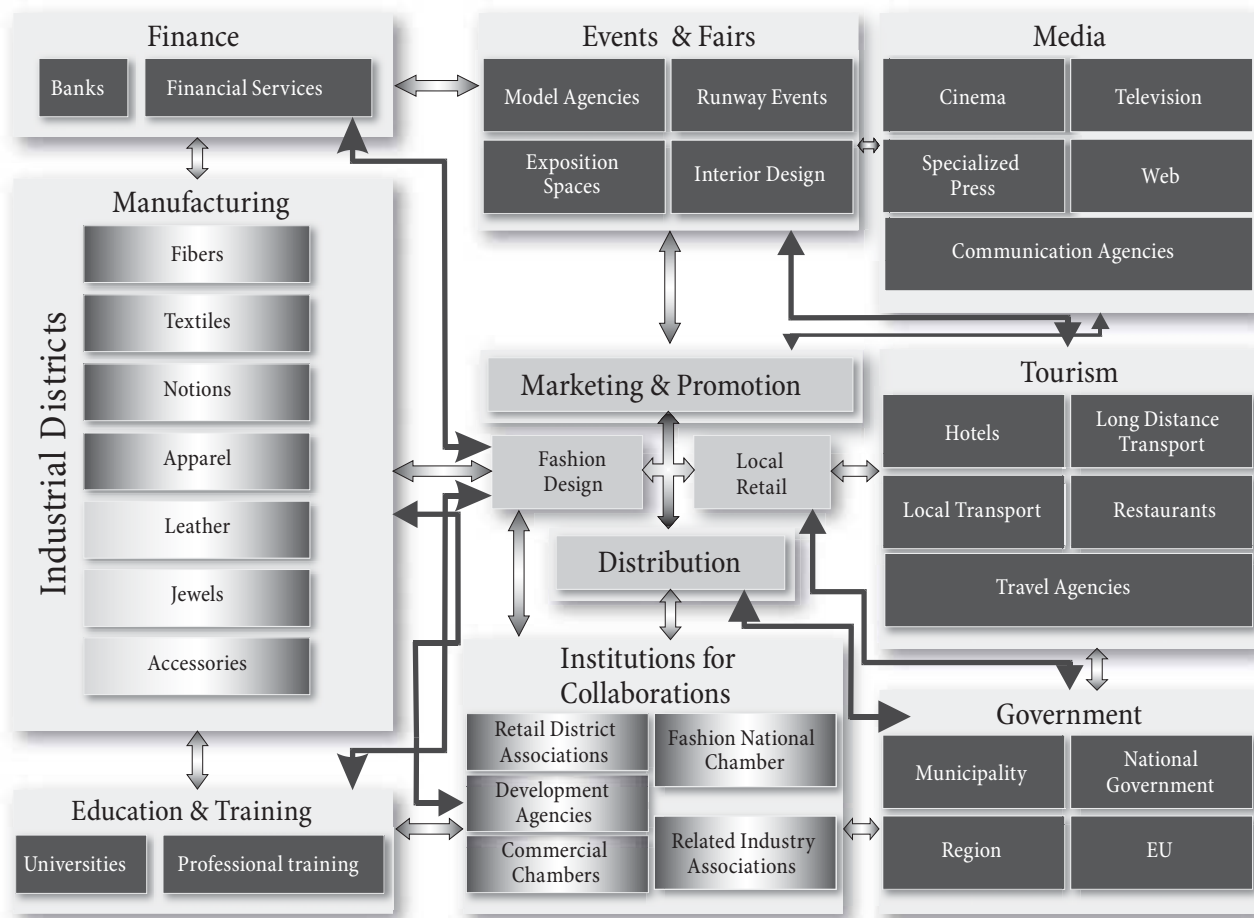 Finance
Banks
Financial Services
Events & Fairs
Model Agencies
Runway Events
Exposition
Spaces
Interior Design
Media
Cinema
Television
Specialized
Press
Web
Communication Agencies
Industrial Districts
Manufacturing
Fibers
Textiles
Notions
Apparel
Leather
Jewels
Accessories
Marketing & Promotion
Fashion
Design
Local
Retail
Distribution
Tourism
Hotels
Long Distance
Transport
Local Transport
Restaurants
Travel Agencies
Education & Training
Universities
Professional training
Institutions for
Collaborations
Retail District
Associations
Fashion National
Chamber
Development
Agencies
Commercial
Chambers
Related Industry
Associations
Government
Municipality
National
Government
Region
EU